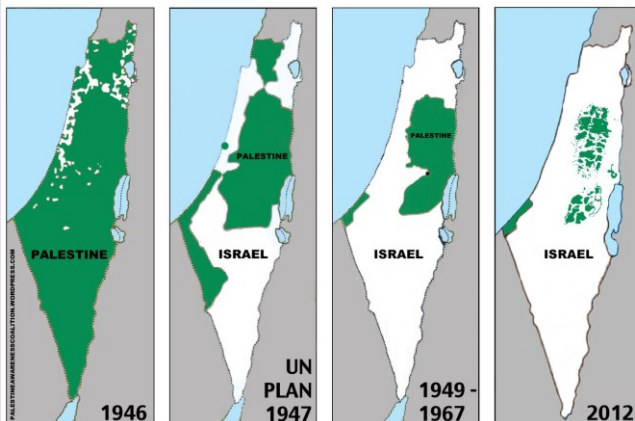 PALESTINEAWARENESSCOALITION.WORDPRESS.COM
PALESTINE
1946
PALESTINE
ISRAEL
UN
PLAN
1947
PALESTINE
ISRAEL
1949 -
1967
ISRAEL
2012